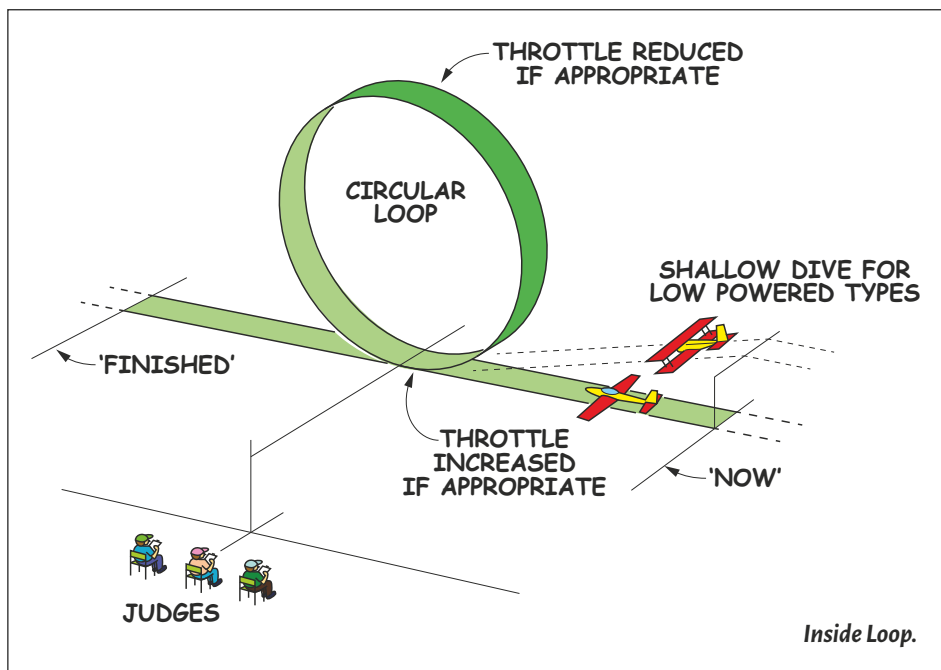 THROTTLE REDUCED
IF APPROPRIATE
CIRCULAR
LOOP
SHALLOW DIVE FOR
LOW POWERED TYPES
'FINISHED'
THROTTLE
INCREASED
IF APPROPRIATE
'NOW'
JUDGES
Inside Loop.